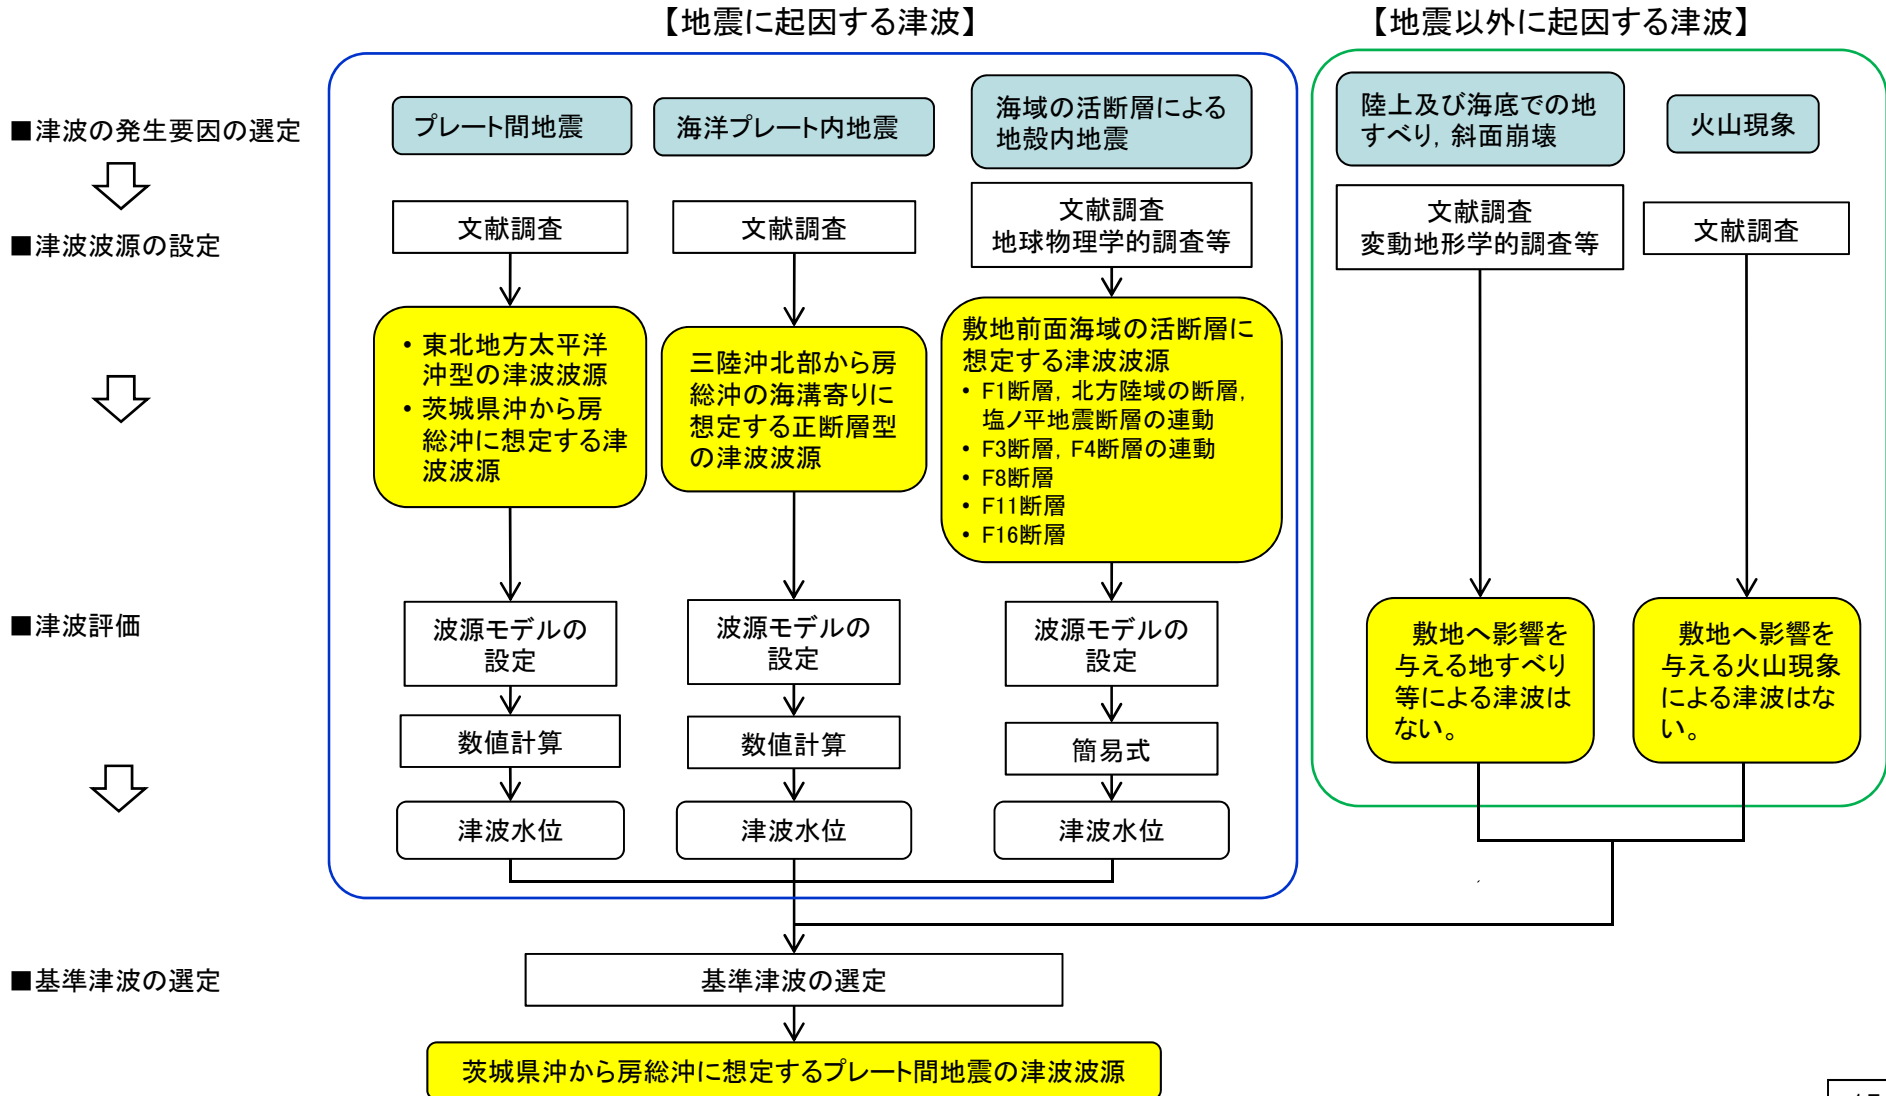 【地震に起因する津波】
【地震以外に起因する津波】
■津波の発生要因の選定
プレート間地震
海洋プレート内地震
海域の活断層による
地殻内地震
陸上及び海底での地
すべり，斜面崩壊
火山現象
■津波波源の設定
文献調査
文献調査
文献調査
地球物理学的調査等
文献調査
変動地形学的調査等
文献調査
• 東北地方太平洋
沖型の津波波源
• 茨城県沖から房
総沖に想定する津
波波源
三陸沖北部から房
総沖の海溝寄りに
想定する正断層型
の津波波源
敷地前面海域の活断層に
想定する津波波源
• F1断層，北方陸域の断層，
塩ノ平地震断層の連動
• F3断層，F4断層の連動
• F8断層
• F11断層
• F16断層
■津波評価
波源モデルの
設定
波源モデルの
設定
波源モデルの
設定
敷地へ影響を
与える地すべり
等による津波は
ない。
敷地へ影響を
与える火山現象
による津波はな
い。
数値計算
数値計算
簡易式
津波水位
津波水位
津波水位
■基準津波の選定
基準津波の選定
茨城県沖から房総沖に想定するプレート間地震の津波波源